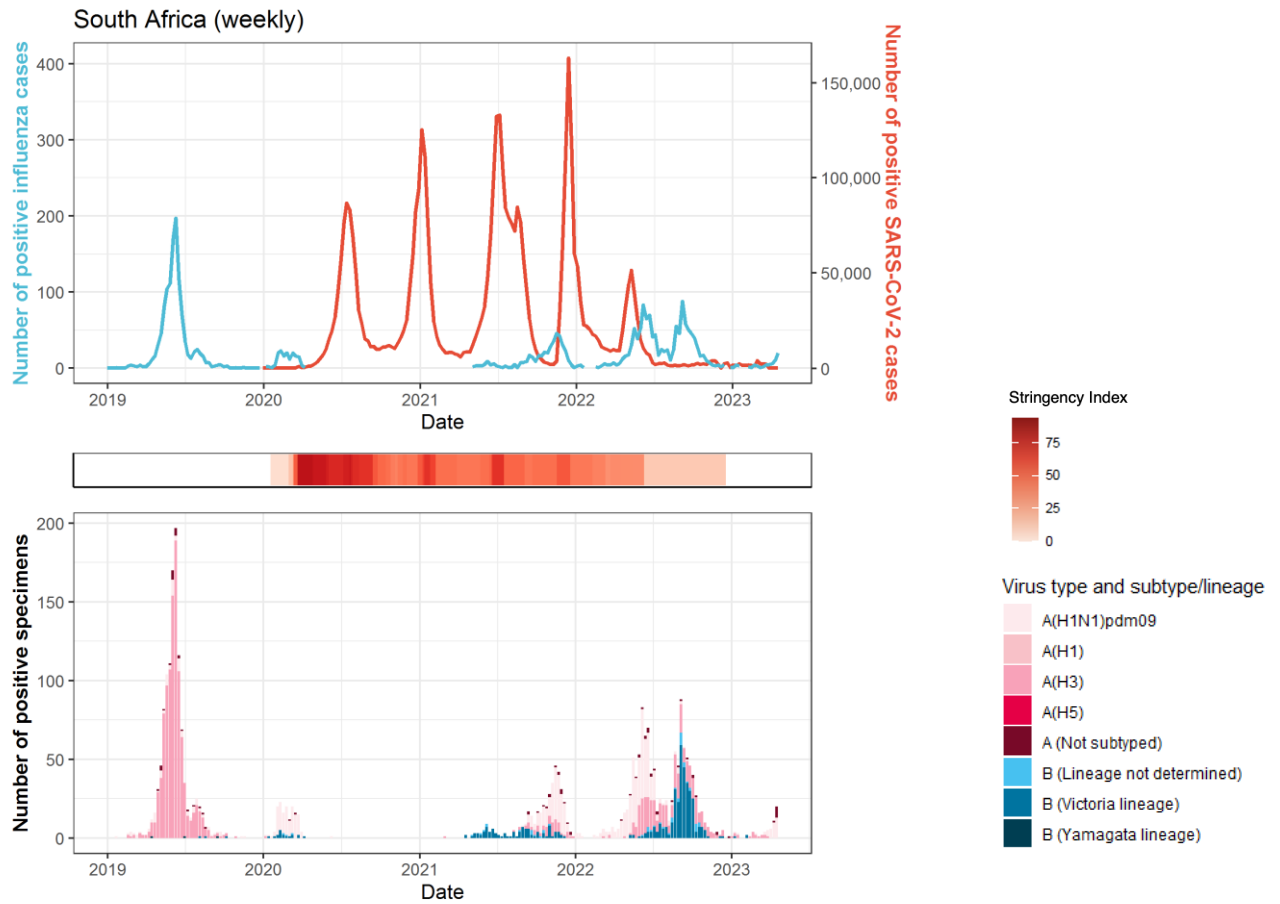 South Africa (weekly)
Number of positive influenza cases
400
300
200
100
0
150,000
100,000
50,000
0
Number of positive SARS-CoV-2 cases
2019 2020 2021 2022 2023
Date
Stringency Index
75
50
25
0
Number of positive specimens
200
150
100
50
0
2019 2020 2021 2022 2023
Date
Virus type and subtype/lineage
A(H1N1)pdm09
A(H1)
A(H3)
A(H5)
A (Not subtyped)
B (Lineage not determined)
B (Victoria lineage)
B (Yamagata lineage)